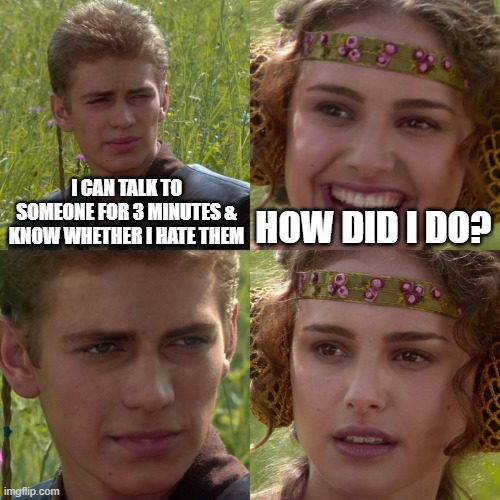 I CAN TALK TO
SOMEONE FOR 3 MINUTES &
KNOW WHETHER I HATE THEM
HOW DID I DO?
imgflip.com